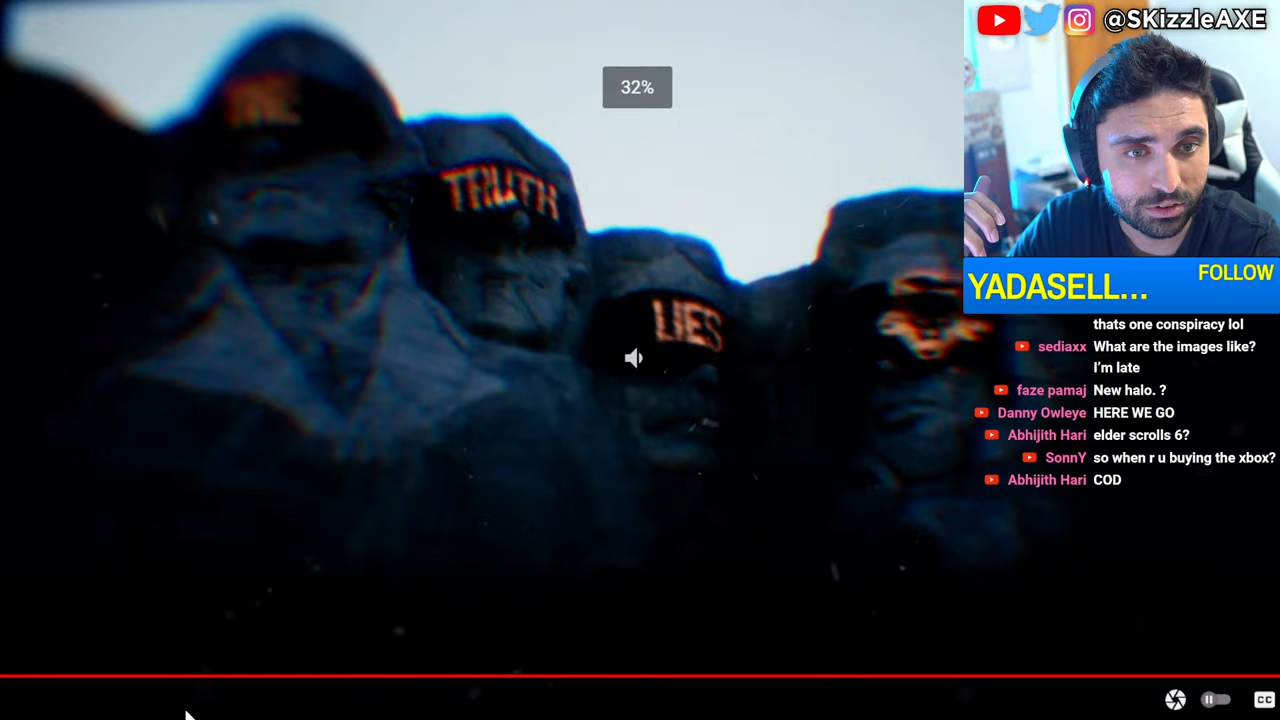 32%
@SKizzleAXE
THE
TRUTH
LIES
YADASELL...
FOLLOW
thats one conspiracy lol
sediaxx What are the images like?
I'm late
faze pamaj New halo. ?
Danny Owleye HERE WE GO
Abhijith Hari elder scrolls 6?
SonnY so when r u buying the xbox?
Abhijith Hari COD
CC